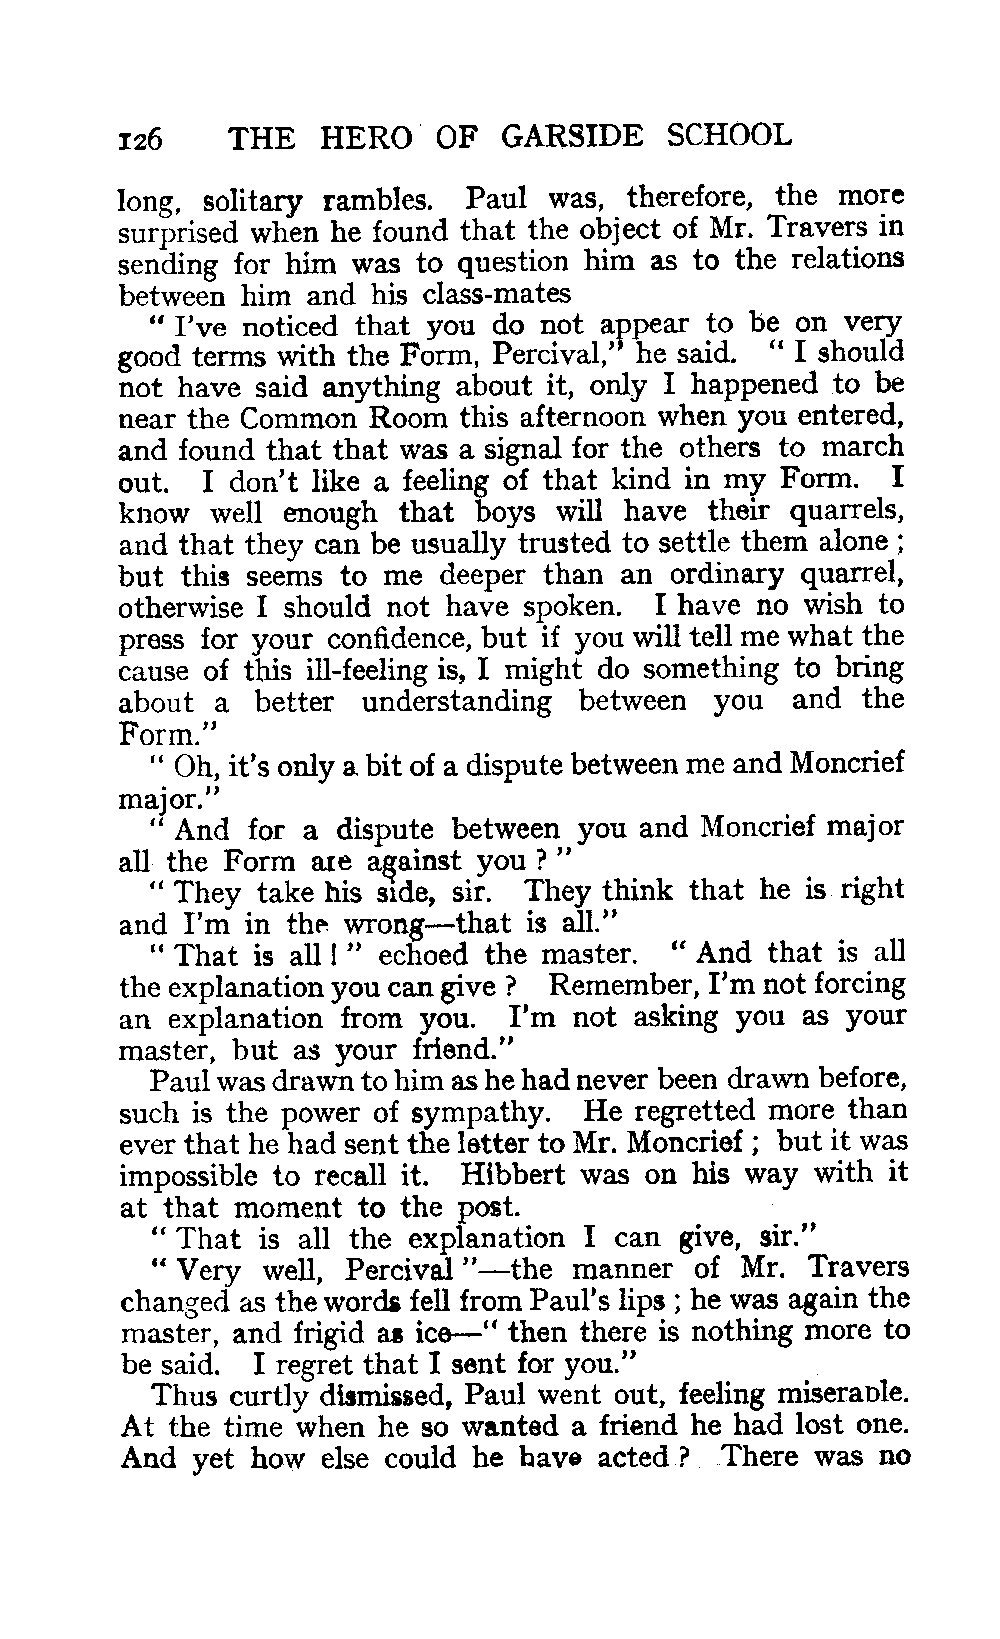 126 THE HERO OF GARSIDE SCHOOL
long, solitary rambles. Paul was, therefore, the more
surprised when he found that the object of Mr. Travers in
sending for him was to question him as to the relations
between him and his class-mates
“ I’ve noticed that you do not appear to be on very
good terms with the Form, Percival,” he said. “ I should
not have said anything about it, only I happened to be
near the Common Room this afternoon when you entered,
and found that that was a signal for the others to march
out. I don’t like a feeling of that kind in my Form. I
know well enough that boys will have their quarrels,
and that they can be usually trusted to settle them alone ;
but this seems to me deeper than an ordinary quarrel,
otherwise I should not have spoken. I have no wish to
press for your confidence, but if you will tell me what the
cause of this ill-feeling is, I might do something to bring
about a better understanding between you and the
Form.”
“ Oh, it’s only a bit of a dispute between me and Moncrief
major.”
“ And for a dispute between you and Moncrief major
all the Form are against you ? ”
“ They take his side, sir. They think that he is right
and I’m in the wrong—that is all.”
“ That is all ! ” echoed the master. “ And that is all
the explanation you can give ? Remember, I’m not forcing
an explanation from you. I’m not asking you as your
master, but as your friend.”
Paul was drawn to him as he had never been drawn before,
such is the power of sympathy. He regretted more than
ever that he had sent the letter to Mr. Moncrief ; but it was
impossible to recall it. Hibbert was on his way with it
at that moment to the post.
“ That is all the explanation I can give, sir.”
“ Very well, Percival ”—the manner of Mr. Travers
changed as the words fell from Paul’s lips ; he was again the
master, and frigid as ice—“ then there is nothing more to
be said. I regret that I sent for you.”
Thus curtly dismissed, Paul went out, feeling miserable.
At the time when he so wanted a friend he had lost one.
And yet how else could he have acted ? There was no